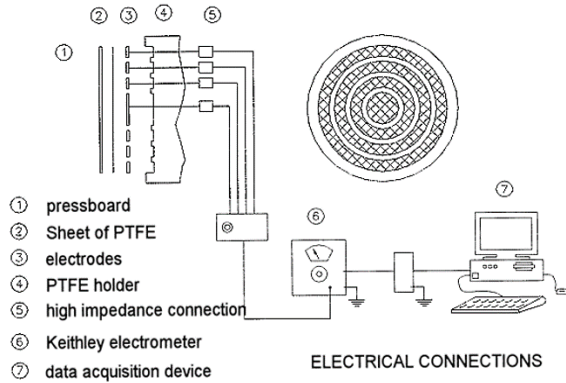 ② ③ ④ ⑤
①
⑥
⑦
① pressboard
② Sheet of PTFE
③ electrodes
④ PTFE holder
⑤ high impedance connection
⑥ Keithley electrometer
⑦ data acquisition device
ELECTRICAL CONNECTIONS